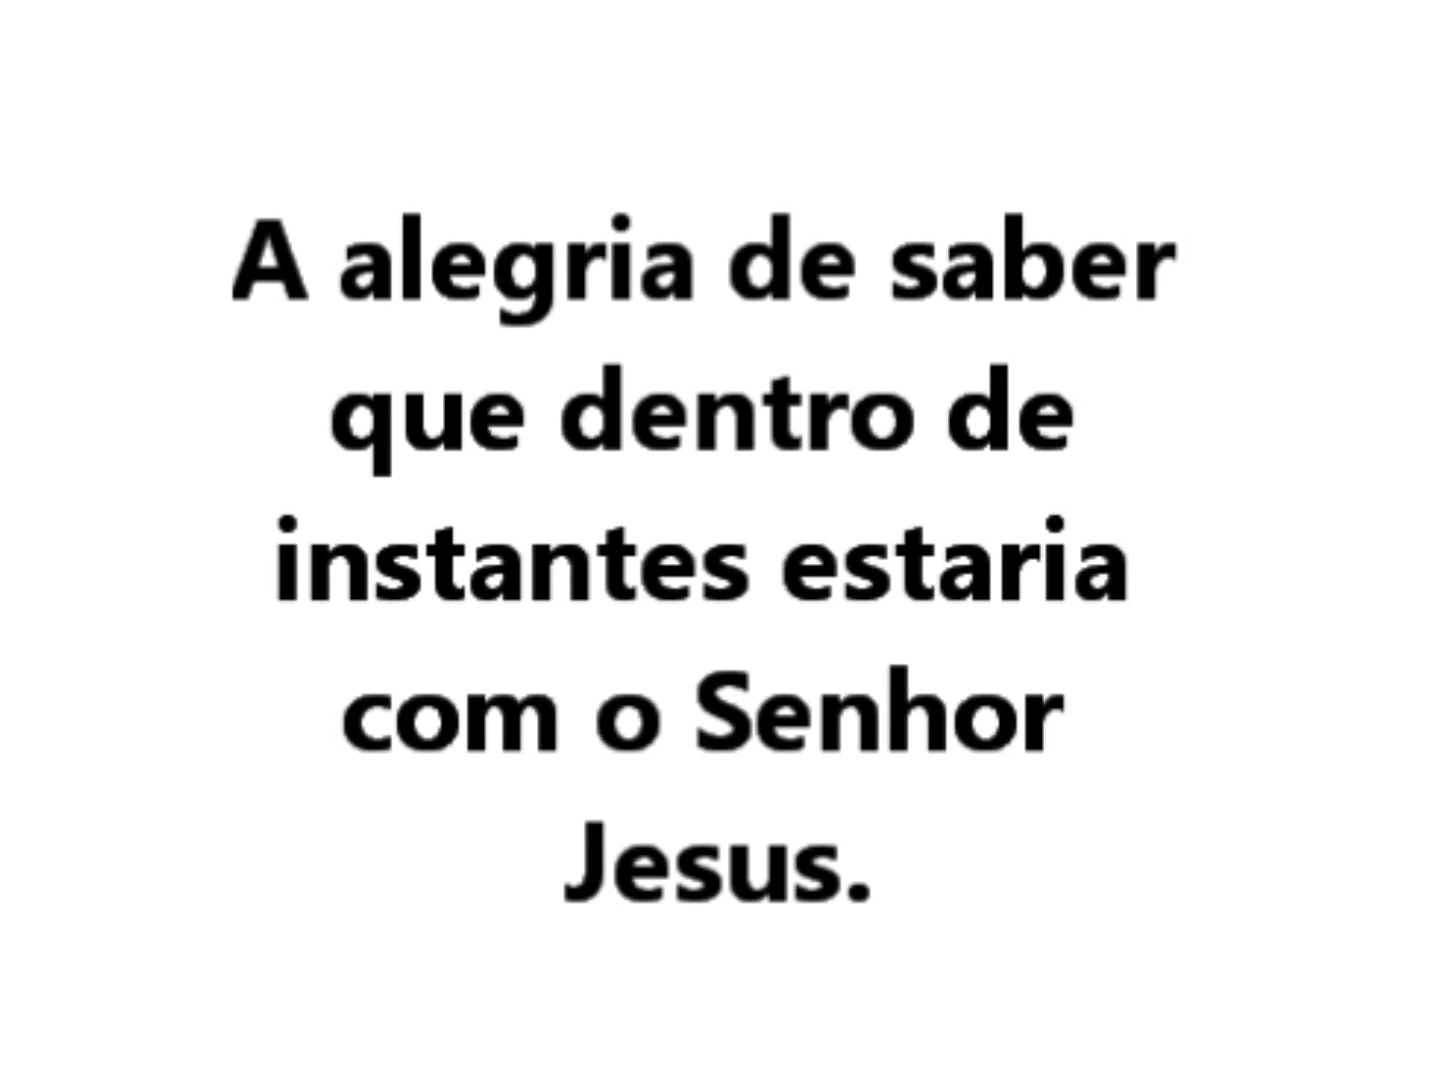 A alegria de saber
que dentro de
instantes estaria
com o Senhor
Jesus.